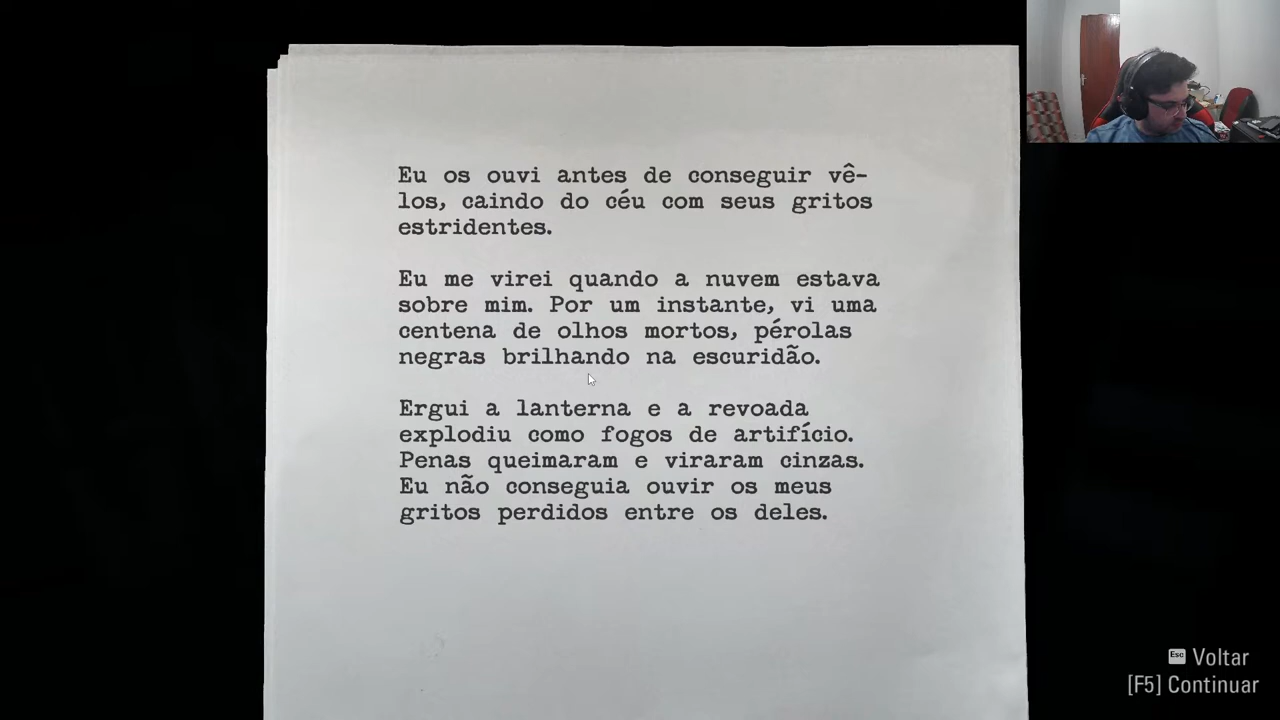 Eu os ouvi antes de conseguir vê-
los, caindo do céu com seus gritos
estridentes.
Eu me virei quando a nuvem estava
sobre mim. Por um instante, vi uma
centena de olhos mortos, pérolas
negras brilhando na escuridão.
Ergui a lanterna e a revoada
explodiu como fogos de artifício.
Penas queimaram e viraram cinzas.
Eu não conseguia ouvir os meus
gritos perdidos entre os deles.
Esc Voltar
[F5] Continuar